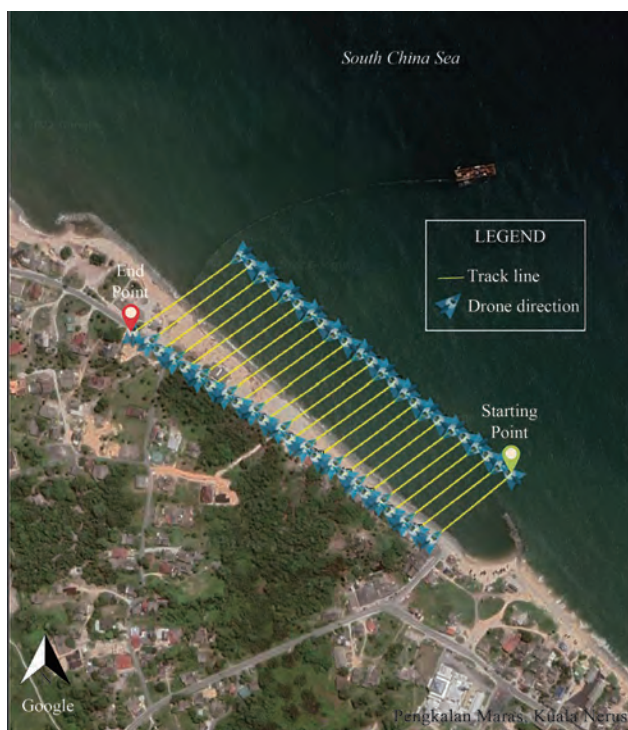 South China Sea
LEGEND
Track line
Drone direction
End
Point
Starting
Point
Google
Pengkalan Maras, Kuala Nerus